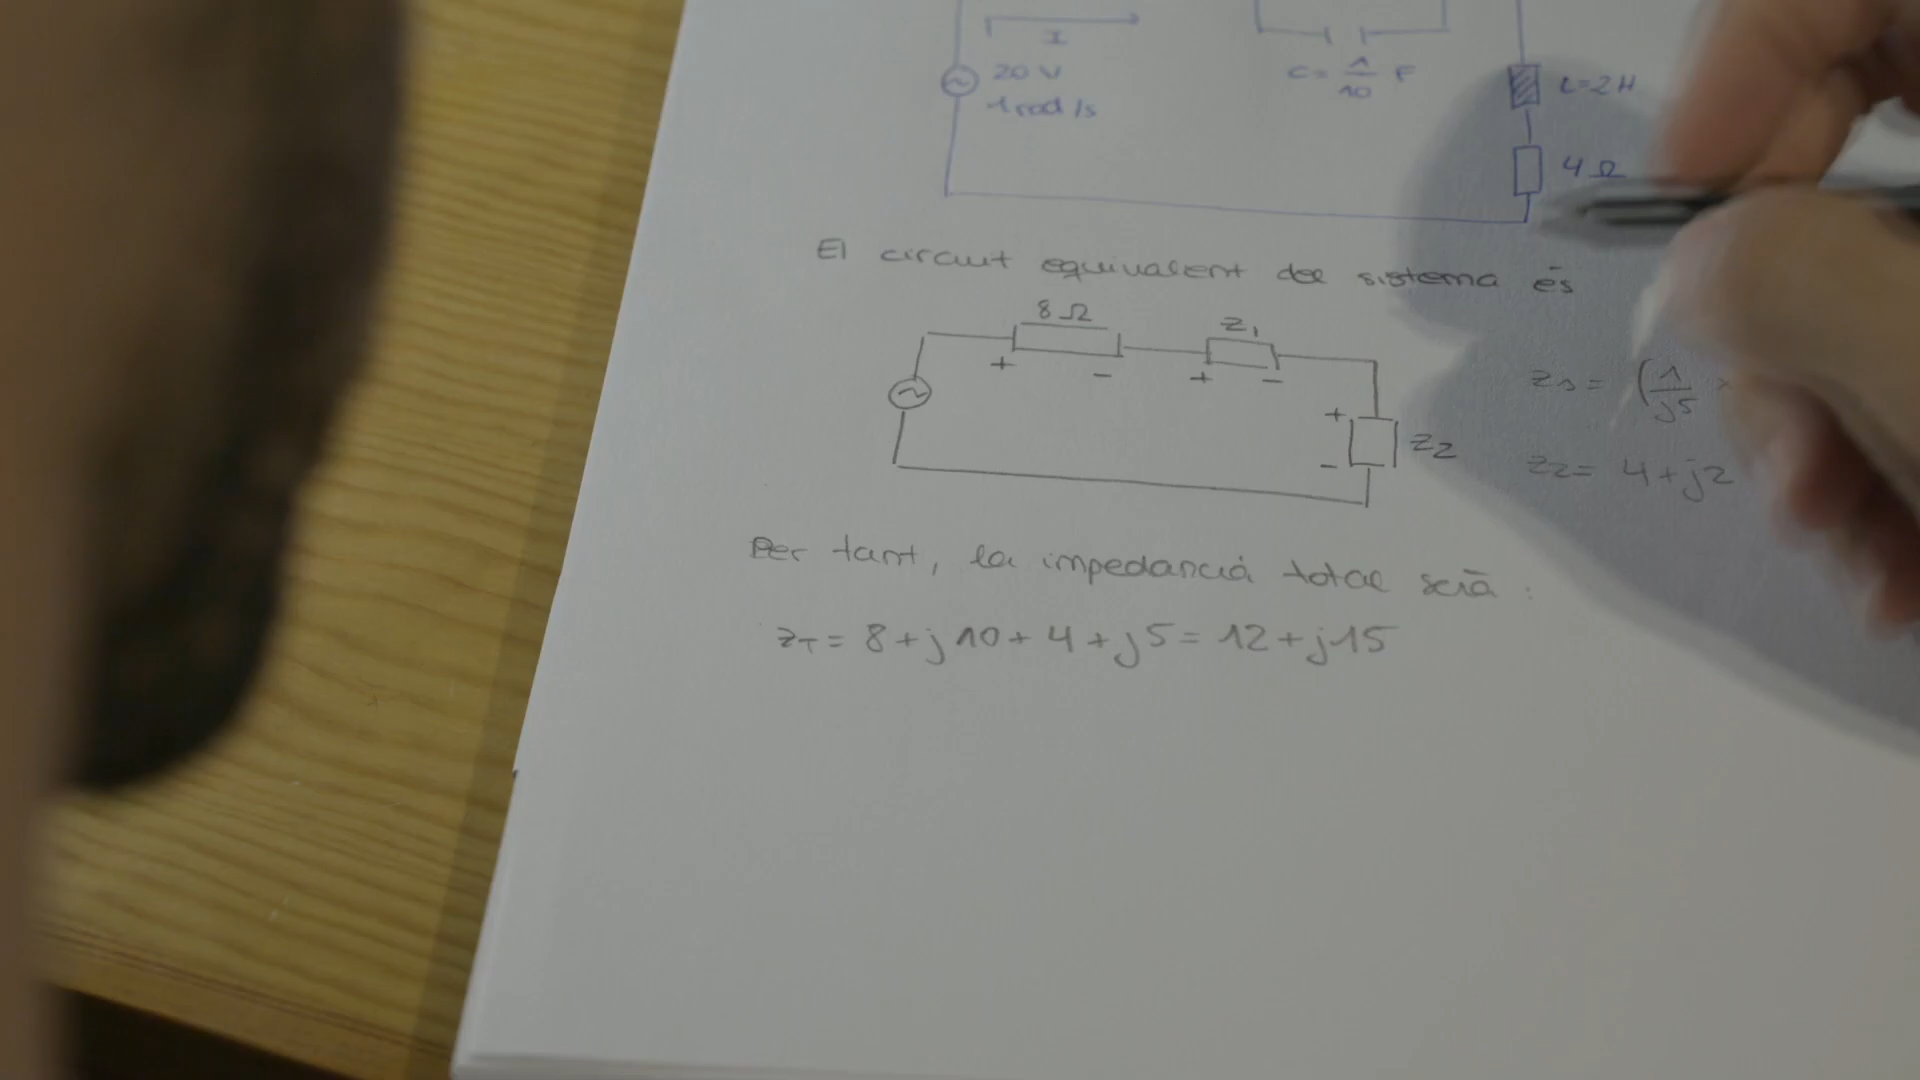 I
20 V
1 rad/s
C = 1/10 F
L=2H
4 Ω
El circuit equivalent del sistema és
8 Ω
Z1
+ - + -
+
-
Z2
Z1 = (1/j5 ×
Z2 = 4+j2
Per tant, la impedancià total serà :
ZT = 8 + j10 + 4 + j5 = 12 + j15